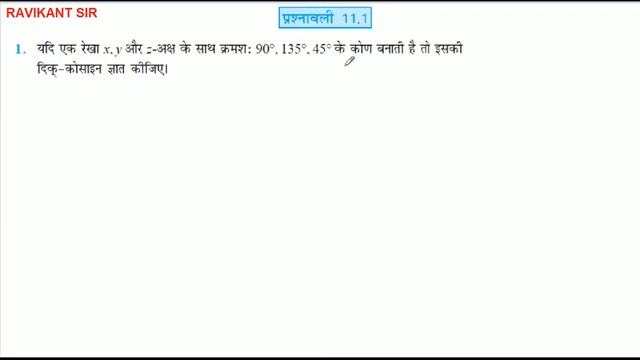 RAVIKANT SIR
प्रश्नावली 11.1
1. यदि एक रेखा x, y और z-अक्ष के साथ क्रमश: 90°, 135°, 45° के कोण बनाती है तो इसकी
दिक्-कोसाइन ज्ञात कीजिए।